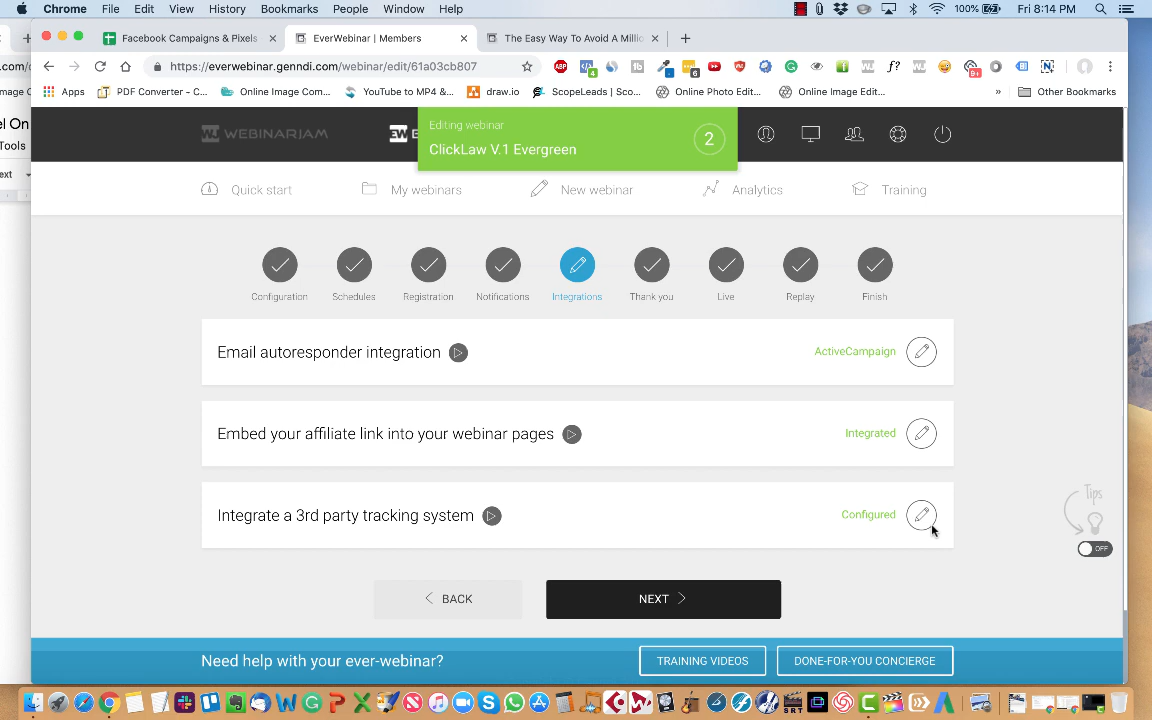 Chrome File Edit View History Bookmarks People Window Help 100% Fri 8:14 PM
Facebook Campaigns & Pixels
EverWebinar | Members
The Easy Way To Avoid A Millio
https://everwebinar.genndi.com/webinar/edit/61a03cb807
Apps PDF Converter - C... Online Image Com... YouTube to MP4 &... draw.io ScopeLeads | Sco... Online Photo Edit... Online Image Edit... » Other Bookmarks
WEBINARJAM
EW
Editing webinar
ClickLaw V.1 Evergreen
2
Quick start My webinars New webinar Analytics Training
Configuration Schedules Registration Notifications Integrations Thank you Live Replay Finish
Email autoresponder integration
ActiveCampaign
Embed your affiliate link into your webinar pages
Integrated
Integrate a 3rd party tracking system
Configured
Tips
OFF
BACK
NEXT
Need help with your ever-webinar?
TRAINING VIDEOS
DONE-FOR-YOU CONCIERGE